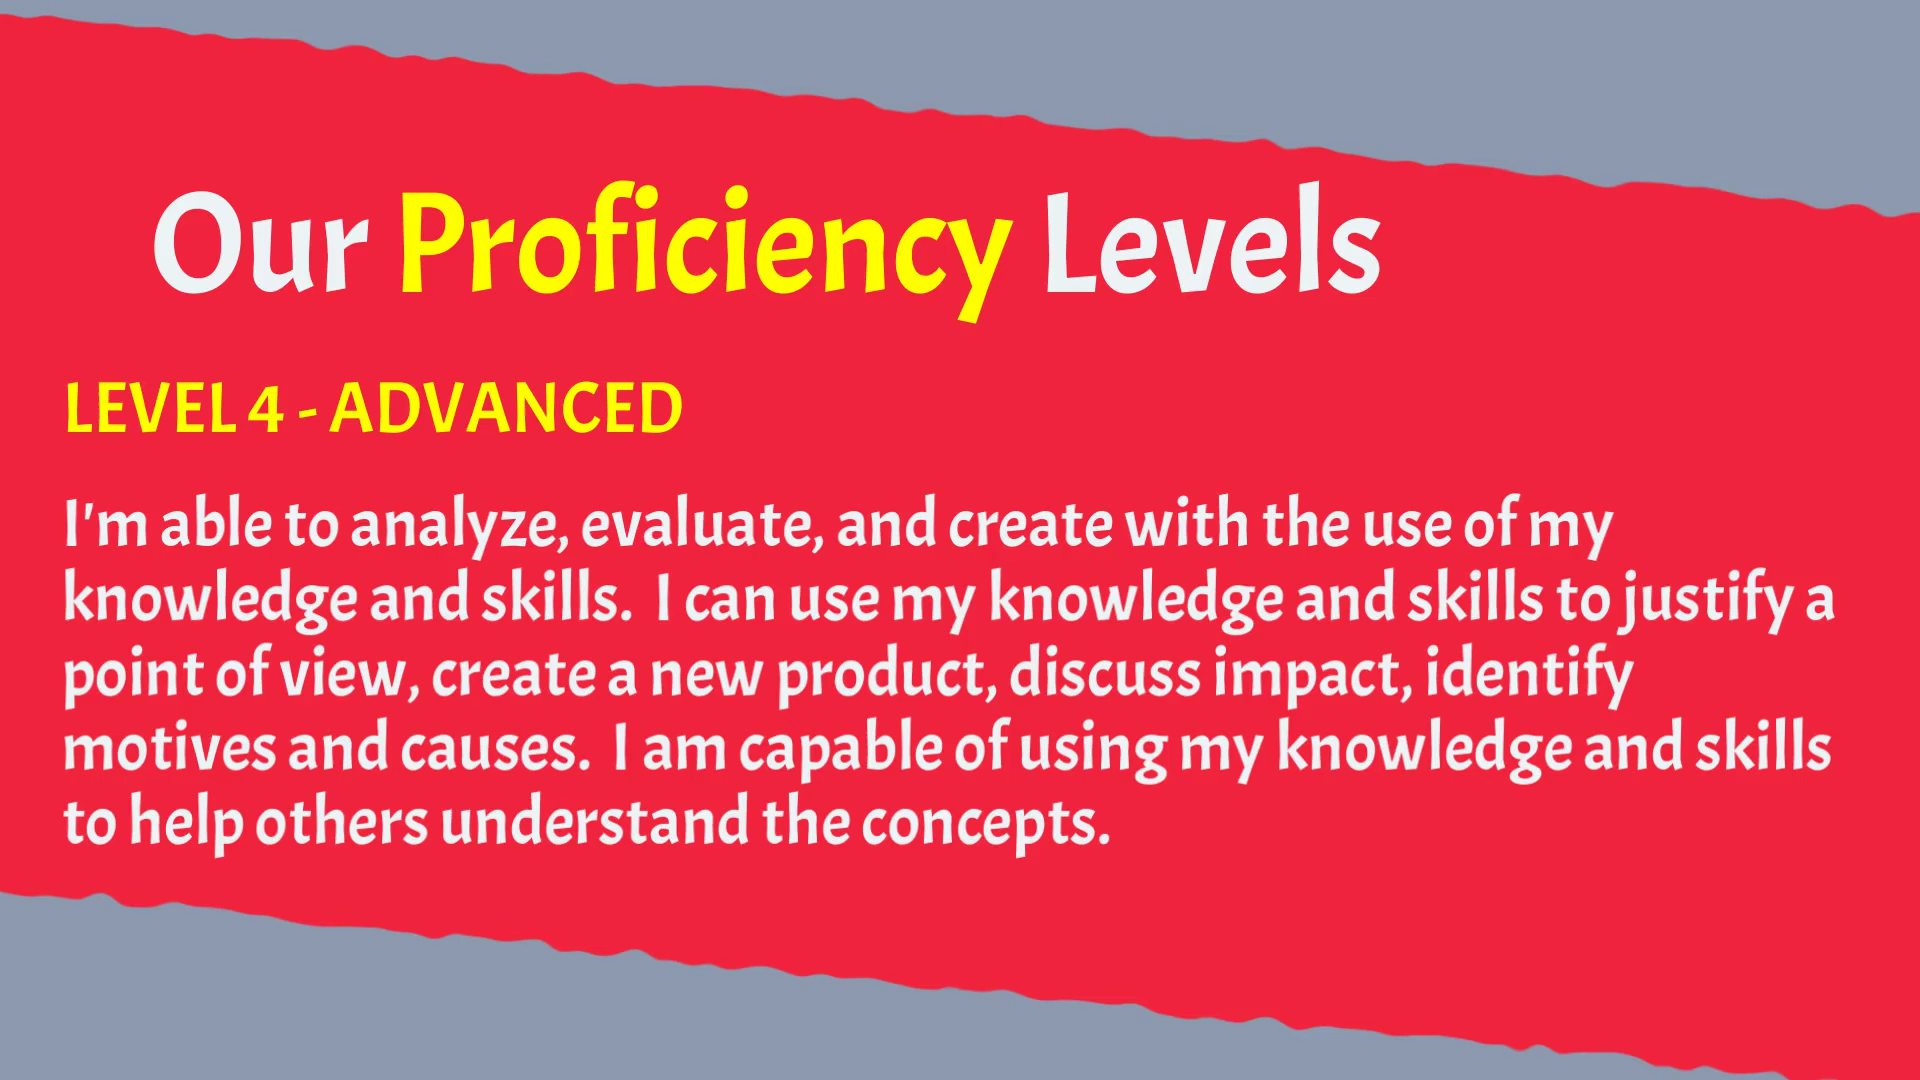 Our Proficiency Levels
LEVEL 4 - ADVANCED
I'm able to analyze, evaluate, and create with the use of my
knowledge and skills.  I can use my knowledge and skills to justify a
point of view, create a new product, discuss impact, identify
motives and causes.  I am capable of using my knowledge and skills
to help others understand the concepts.